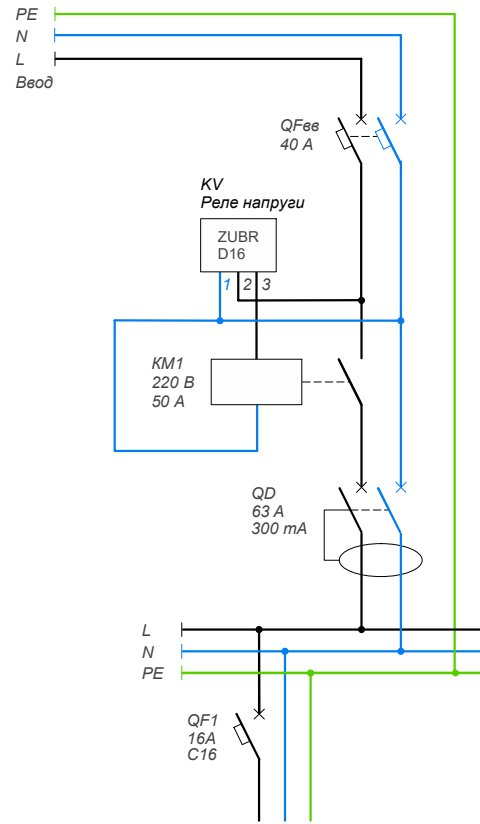 PE
N
L
Ввод
QFвв
40 A
KV
Реле напруги
ZUBR
D16
1 2 3
KM1
220 В
50 А
QD
63 A
300 mA
L
N
PE
QF1
16A
C16